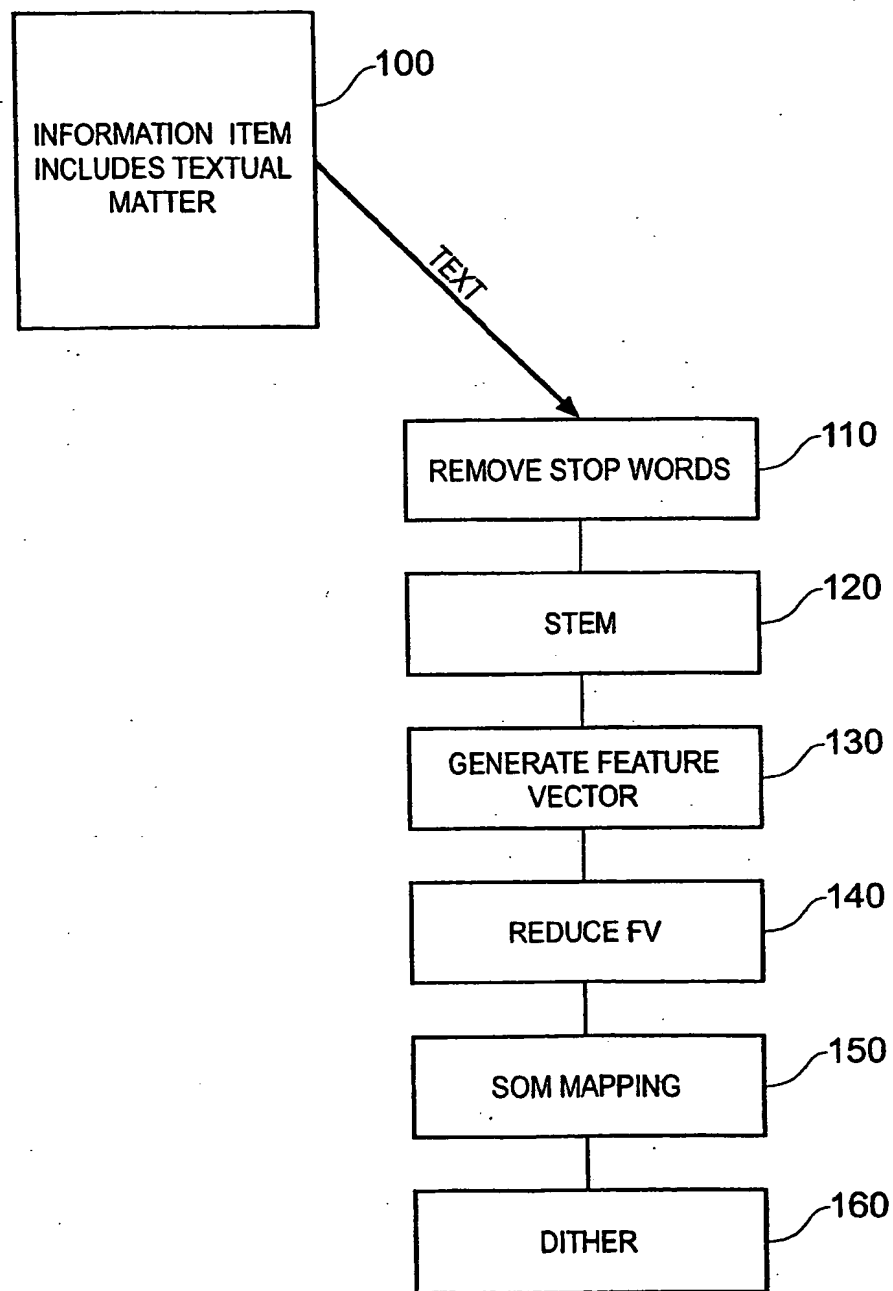 100
INFORMATION ITEM
INCLUDES TEXTUAL
MATTER
TEXT
110
REMOVE STOP WORDS
120
STEM
130
GENERATE FEATURE
VECTOR
140
REDUCE FV
150
SOM MAPPING
160
DITHER